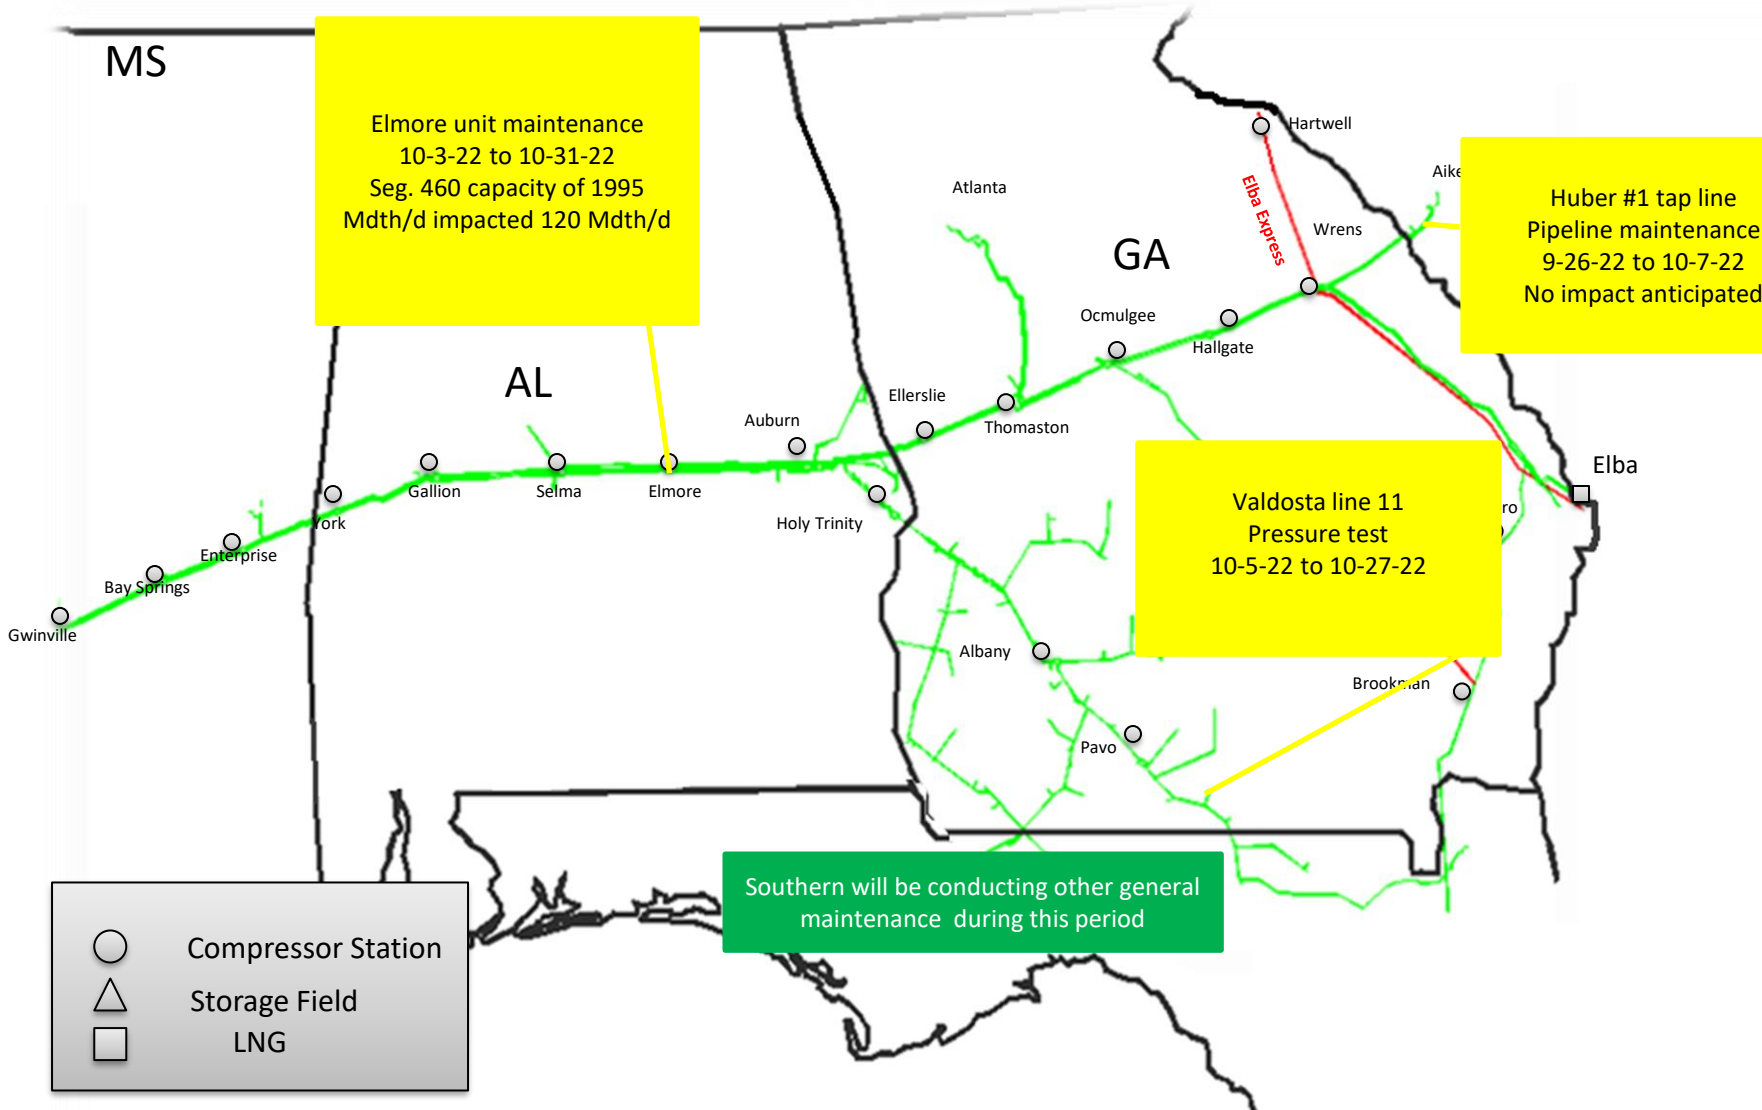 MS
Elmore unit maintenance
10-3-22 to 10-31-22
Seg. 460 capacity of 1995
Mdth/d impacted 120 Mdth/d
Hartwell
Atlanta
Elba Express
Wrens
Huber #1 tap line
Pipeline maintenance
9-26-22 to 10-7-22
No impact anticipated
GA
Ocmulgee
Hallgate
AL
Ellerslie
Auburn
Thomaston
Gallion
Selma
Elmore
Holy Trinity
Elba
York
Enterprise
Bay Springs
Gwinville
Valdosta line 11
Pressure test
10-5-22 to 10-27-22
Albany
Brookman
Pavo
Southern will be conducting other general
maintenance during this period
Compressor Station
Storage Field
LNG